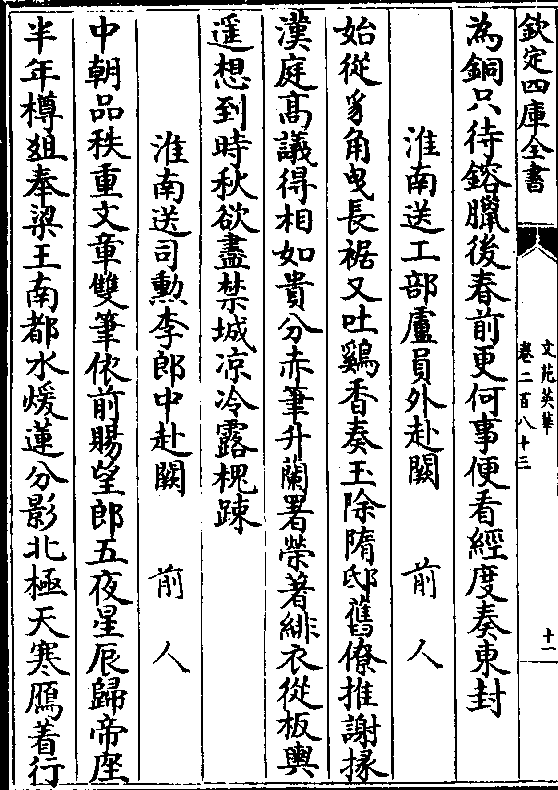 欽定四庫全書
文苑英華
卷二百八十三
十一
為銅只待鎔臘後春前更何事便看經度奏東封
淮南送工部盧員外赴闕 前人
始從豸角曵長裾又吐鷄香奏玉除隋邸舊僚推謝掾
漢庭髙議得相如貴分赤筆升蘭署榮著緋衣從板輿
遥想到時秋欲盡禁城凉冷露槐踈
淮南送司勲李郎中赴闕 前人
中朝品秩重文章雙筆依前賜望郎五夜星辰歸帝座
半年樽爼奉梁王南都水煖蓮分影北極天寒鴈着行